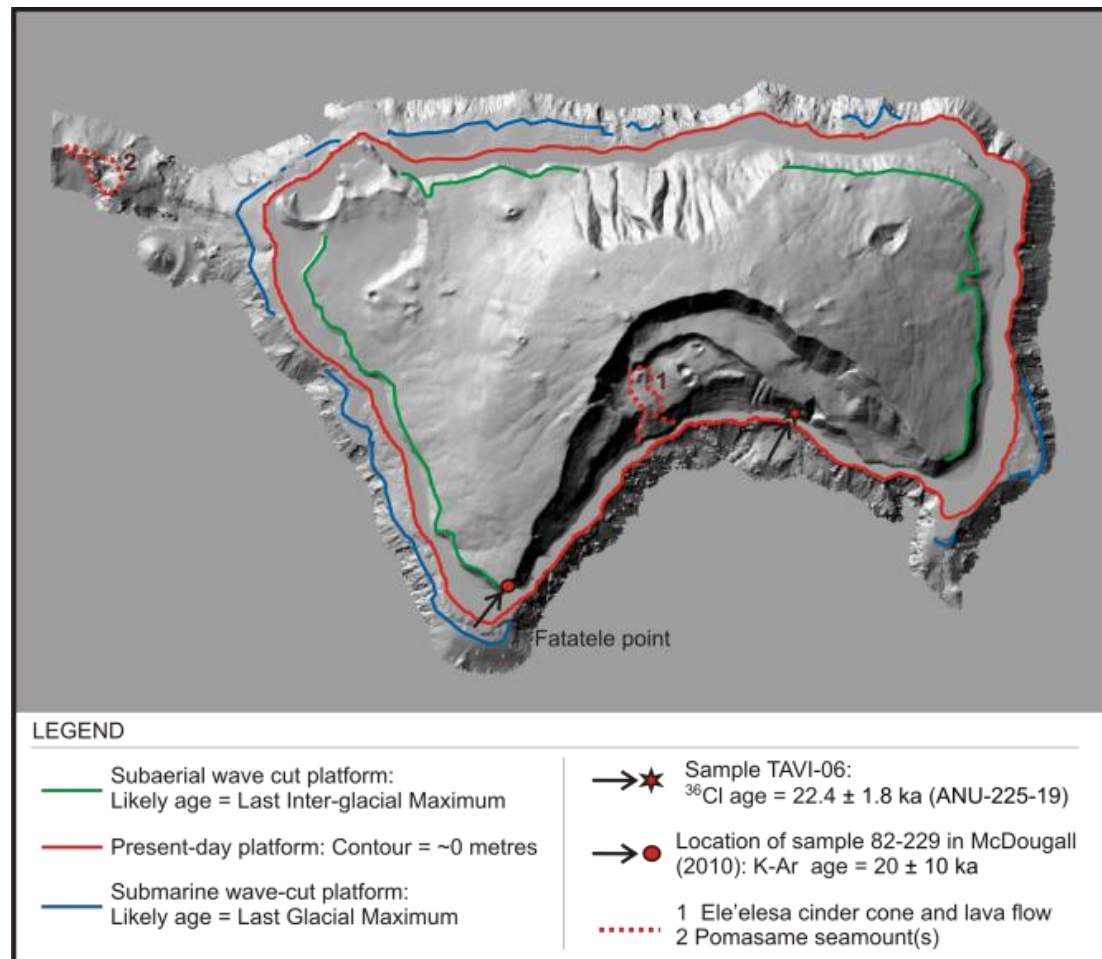 2
1
Fatatele point
LEGEND
Subaerial wave cut platform:
Likely age = Last Inter-glacial Maximum
Present-day platform: Contour = ~0 metres
Submarine wave-cut platform:
Likely age = Last Glacial Maximum
Sample TAVI-06:
³⁶Cl age = 22.4 ± 1.8 ka (ANU-225-19)
Location of sample 82-229 in McDougall
(2010): K-Ar age = 20 ± 10 ka
1 Ele'elesa cinder cone and lava flow
2 Pomasame seamount(s)